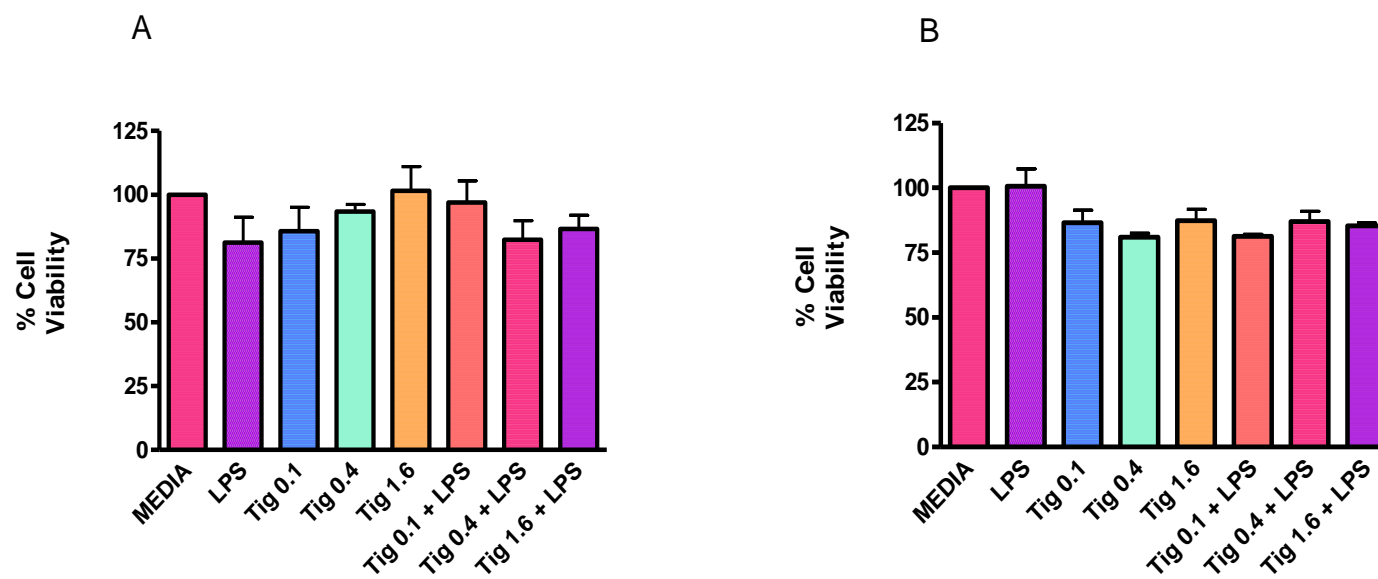 A
% Cell
Viability
125
100
75
50
25
0
MEDIA
LPS
Tig 0.1
Tig 0.4
Tig 1.6
Tig 0.1 + LPS
Tig 0.4 + LPS
Tig 1.6 + LPS
B
% Cell
Viability
125
100
75
50
25
0
MEDIA
LPS
Tig 0.1
Tig 0.4
Tig 1.6
Tig 0.1 + LPS
Tig 0.4 + LPS
Tig 1.6 + LPS